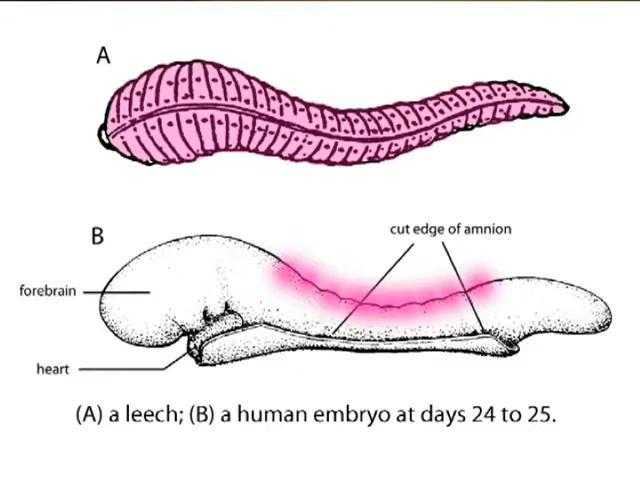 A
B
cut edge of amnion
forebrain
heart
(A) a leech; (B) a human embryo at days 24 to 25.